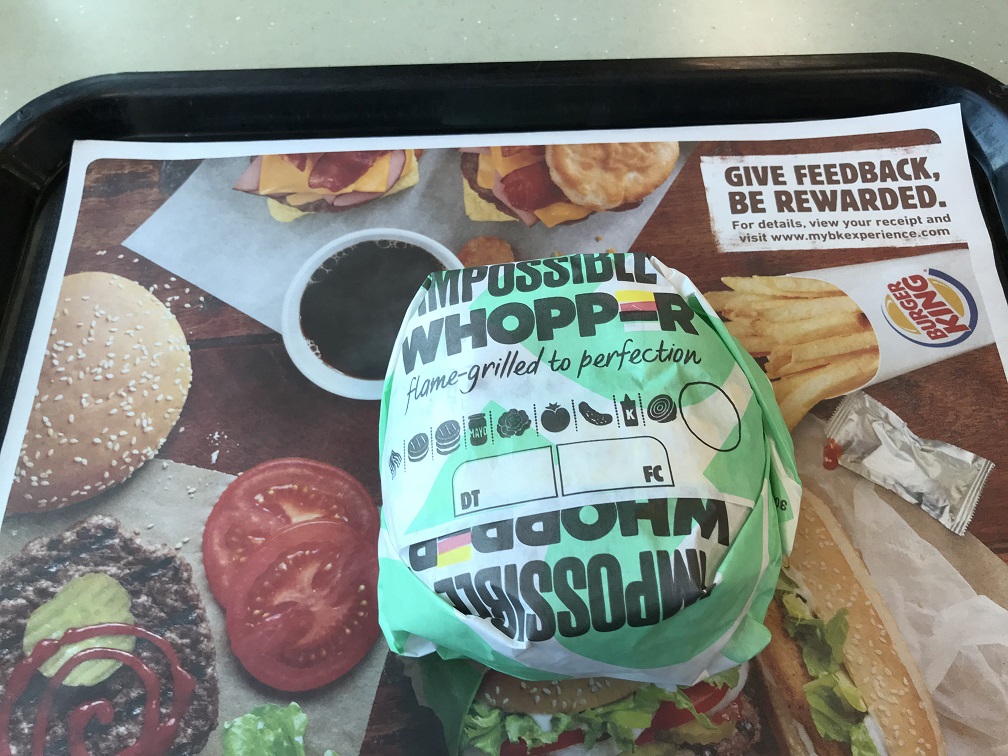 GIVE FEEDBACK,
BE REWARDED.
For details, view your receipt and
visit www.mybkexperience.com
BURGER
KING
IMPOSSIBLE
WHOPPER
flame-grilled to perfection
MAYO
K
DT
FC
WHOPPER
IMPOSSIBLE